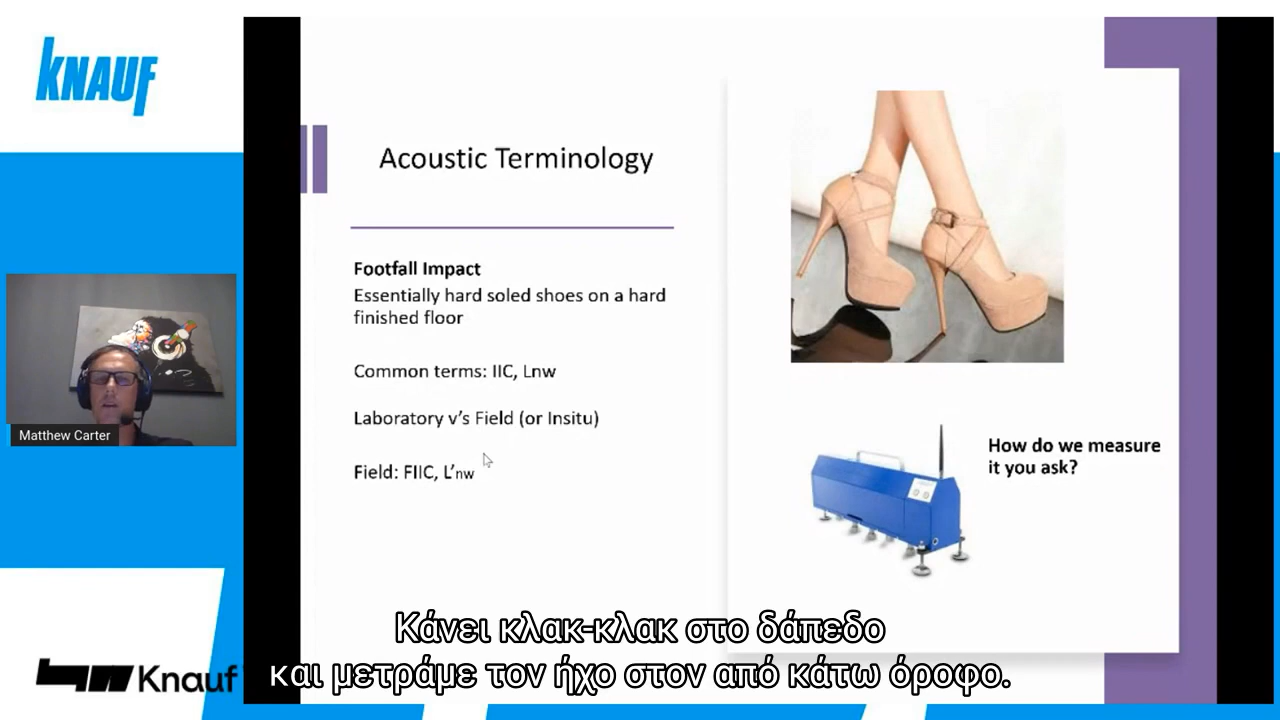 KNAUF
Acoustic Terminology
Footfall Impact
Essentially hard soled shoes on a hard
finished floor
Common terms: IIC, Lnw
Laboratory v's Field (or Insitu)
Field: FIIC, L'nw
How do we measure
it you ask?
Matthew Carter
Knauf
Κάνει κλακ-κλακ στο δάπεδο
και μετράμε τον ήχο στον από κάτω όροφο.